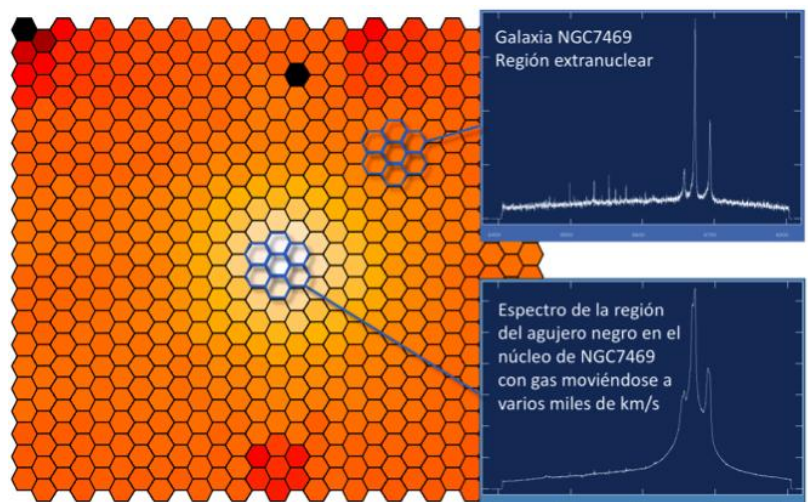 Galaxia NGC7469
Región extranuclear
Espectro de la región
del agujero negro en el
núcleo de NGC7469
con gas moviéndose a
varios miles de km/s